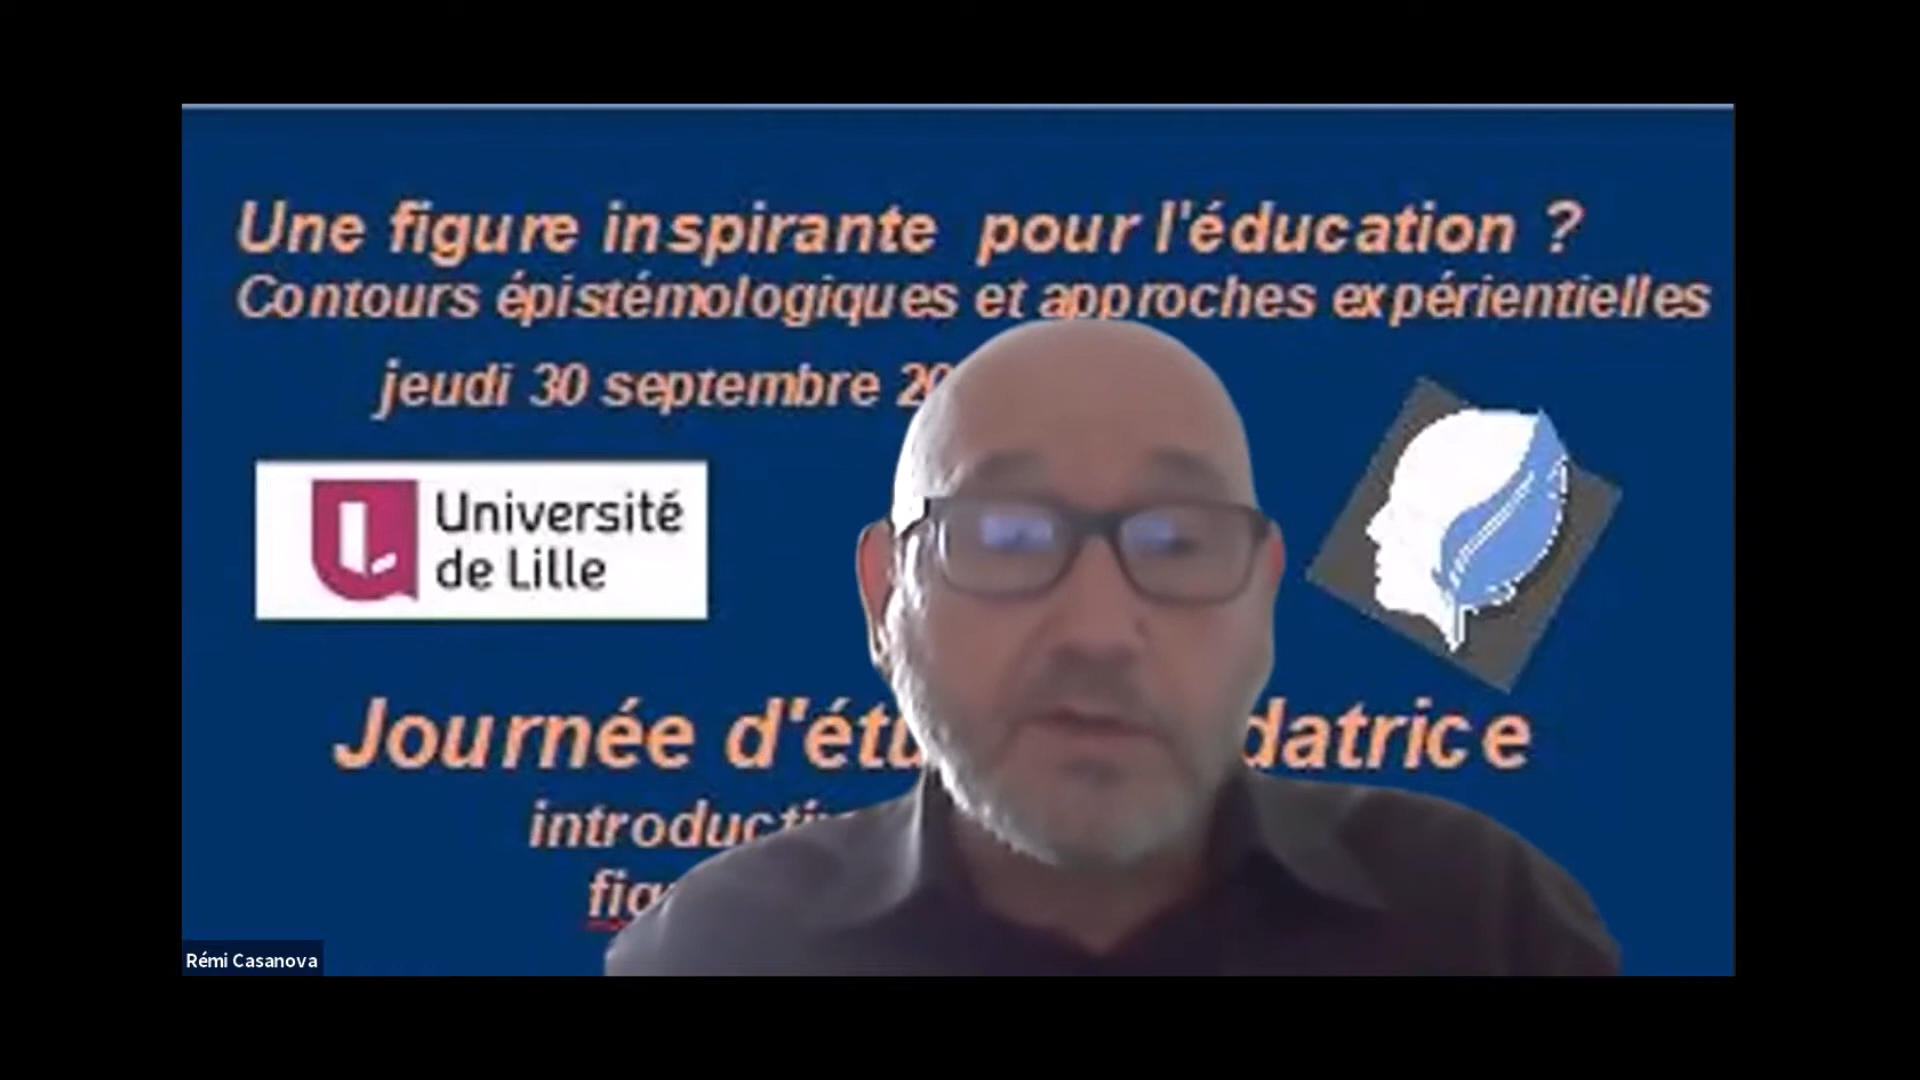 Une figure inspirante pour l'éducation ?
Contours épistémologiques et approches expérientielles
jeudi 30 septembre 20
Université
de Lille
Journée d'étu datrice
introducti
fig
Rémi Casanova